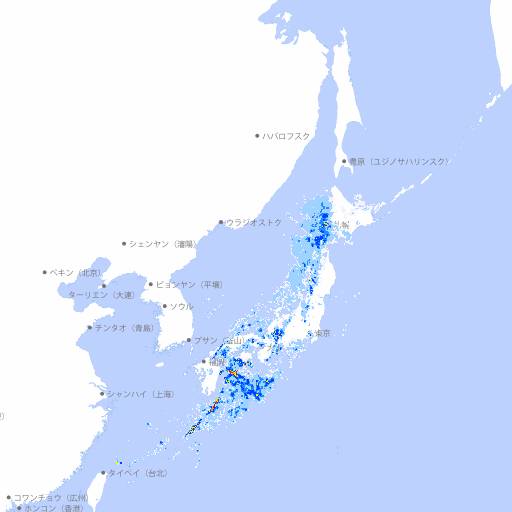 ハバロフスク
豊原（ユジノサハリンスク）
札幌
ウラジオストク
シェンヤン（瀋陽）
ペキン（北京）
ピョンヤン（平壌）
ターリエン（大連）
ソウル
チンタオ（青島）
東京
プサン（釜山）
福岡
シャンハイ（上海）
タイペイ（台北）
コワンチョウ（広州）
ホンコン（香港）